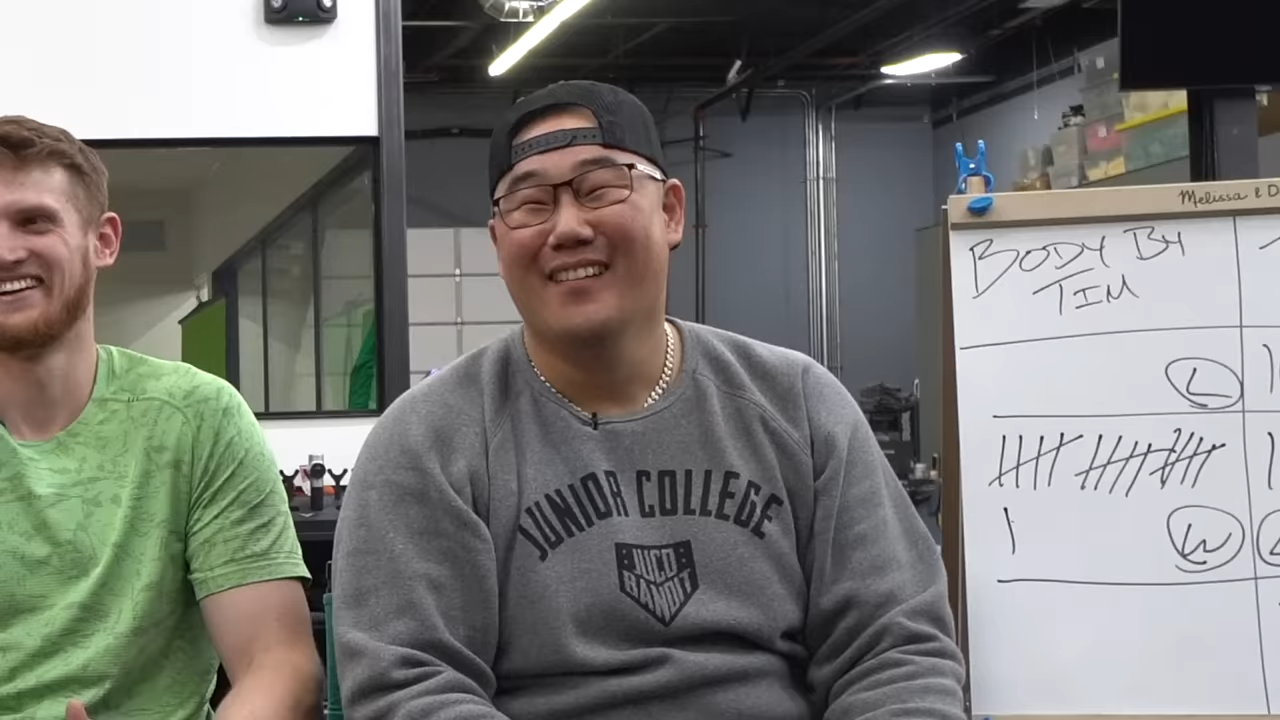 Melissa & D
BODY BY
TIM
L
W
JUNIOR COLLEGE
JUCO
BANDIT